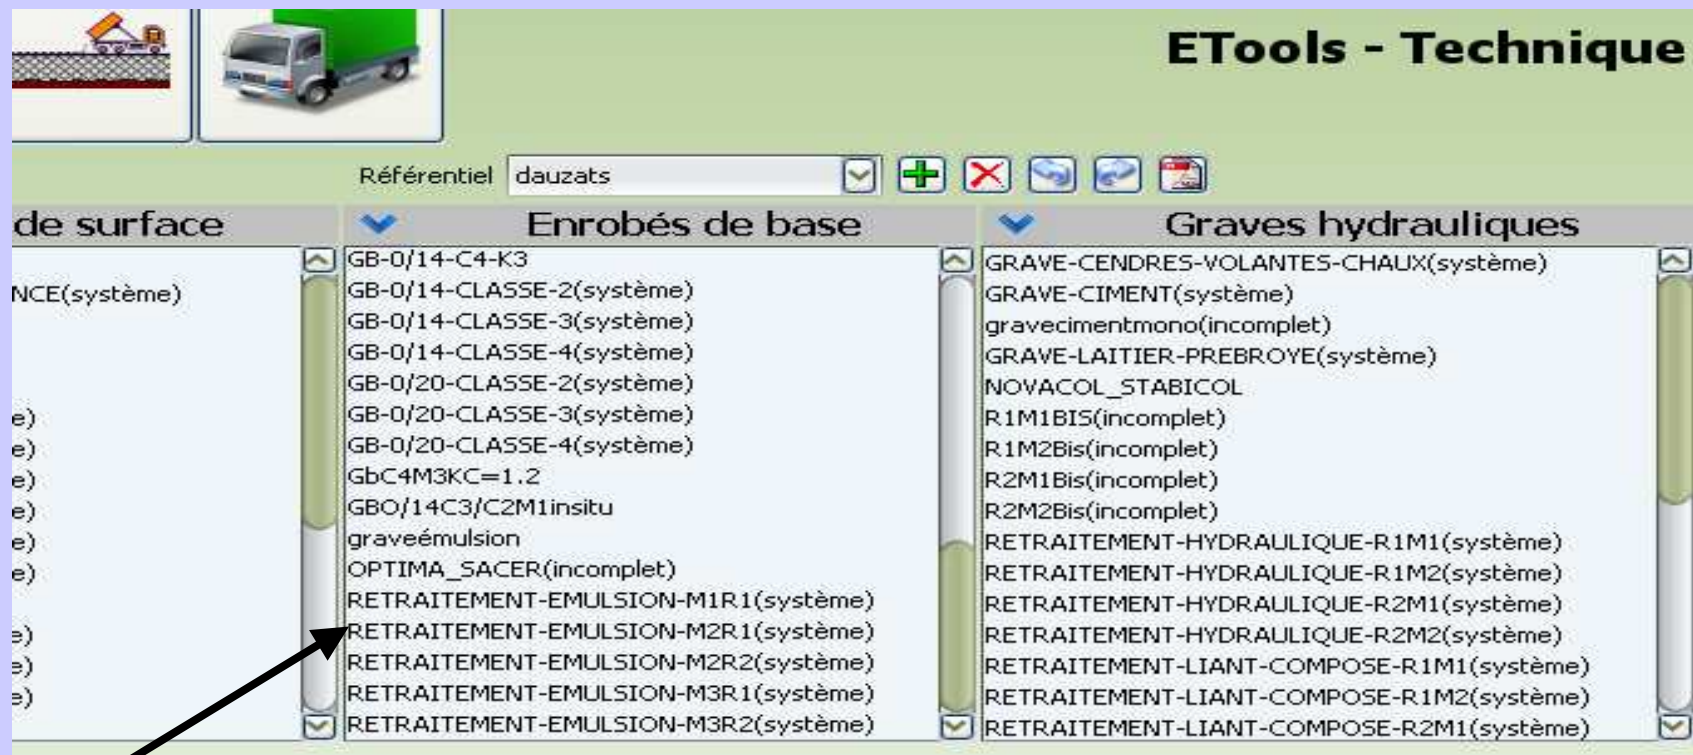 ETools - Technique
Référentiel dauzats
de surface
NCE(système)
e)
e)
e)
e)
e)
e)
e)
e)
e)
Enrobés de base
GB-0/14-C4-K3
GB-0/14-CLASSE-2(système)
GB-0/14-CLASSE-3(système)
GB-0/14-CLASSE-4(système)
GB-0/20-CLASSE-2(système)
GB-0/20-CLASSE-3(système)
GB-0/20-CLASSE-4(système)
GbC4M3KC=1.2
GBO/14C3/C2M1insitu
graveémulsion
OPTIMA_SACER(incomplet)
RETRAITEMENT-EMULSION-M1R1(système)
RETRAITEMENT-EMULSION-M2R1(système)
RETRAITEMENT-EMULSION-M2R2(système)
RETRAITEMENT-EMULSION-M3R1(système)
RETRAITEMENT-EMULSION-M3R2(système)
Graves hydrauliques
GRAVE-CENDRES-VOLANTES-CHAUX(système)
GRAVE-CIMENT(système)
gravecimentmono(incomplet)
GRAVE-LAITIER-PREBROYE(système)
NOVACOL_STABICOL
R1M1BIS(incomplet)
R1M2Bis(incomplet)
R2M1Bis(incomplet)
R2M2Bis(incomplet)
RETRAITEMENT-HYDRAULIQUE-R1M1(système)
RETRAITEMENT-HYDRAULIQUE-R1M2(système)
RETRAITEMENT-HYDRAULIQUE-R2M1(système)
RETRAITEMENT-HYDRAULIQUE-R2M2(système)
RETRAITEMENT-LIANT-COMPOSE-R1M1(système)
RETRAITEMENT-LIANT-COMPOSE-R1M2(système)
RETRAITEMENT-LIANT-COMPOSE-R2M1(système)